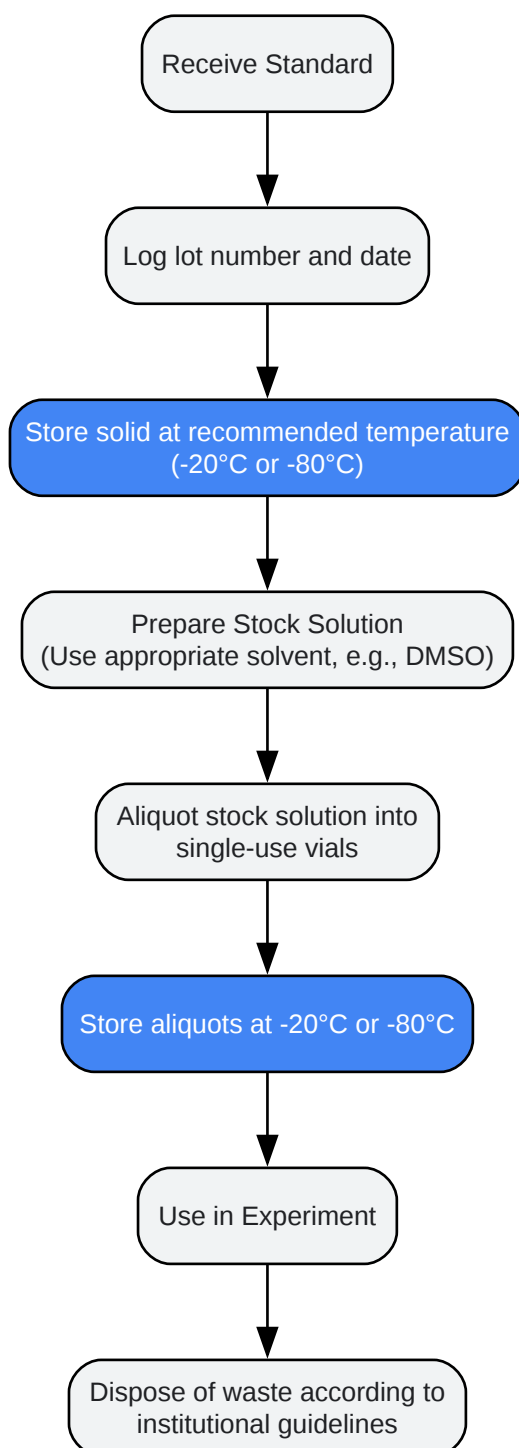 Receive Standard
Log lot number and date
Store solid at recommended temperature
(-20°C or -80°C)
Prepare Stock Solution
(Use appropriate solvent, e.g., DMSO)
Aliquot stock solution into
single-use vials
Store aliquots at -20°C or -80°C
Use in Experiment
Dispose of waste according to
institutional guidelines